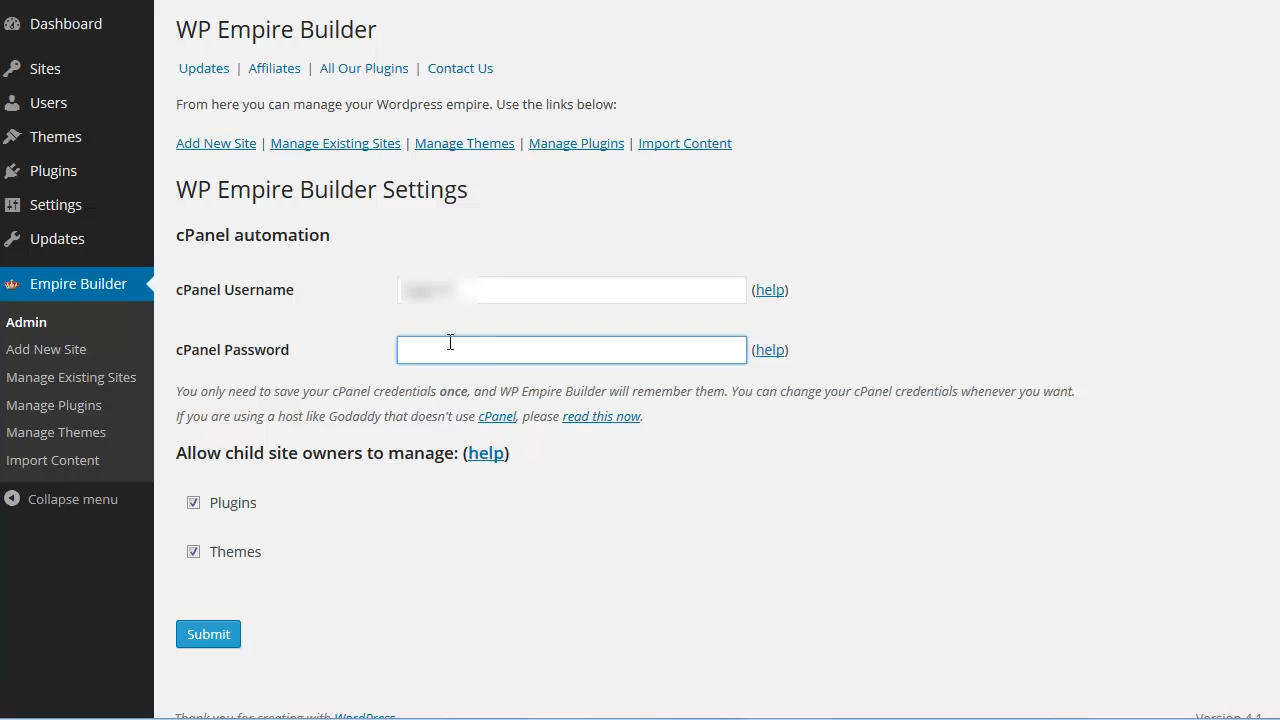 Dashboard
Sites
Users
Themes
Plugins
Settings
Updates
Empire Builder
Admin
Add New Site
Manage Existing Sites
Manage Plugins
Manage Themes
Import Content
Collapse menu
WP Empire Builder
Updates | Affiliates | All Our Plugins | Contact Us
From here you can manage your Wordpress empire. Use the links below:
Add New Site | Manage Existing Sites | Manage Themes | Manage Plugins | Import Content
WP Empire Builder Settings
cPanel automation
cPanel Username (help)
cPanel Password (help)
You only need to save your cPanel credentials once, and WP Empire Builder will remember them. You can change your cPanel credentials whenever you want.
If you are using a host like Godaddy that doesn't use cPanel, please read this now.
Allow child site owners to manage: (help)
Plugins
Themes
Submit
Thank you for creating with WordPress
Version 4.1